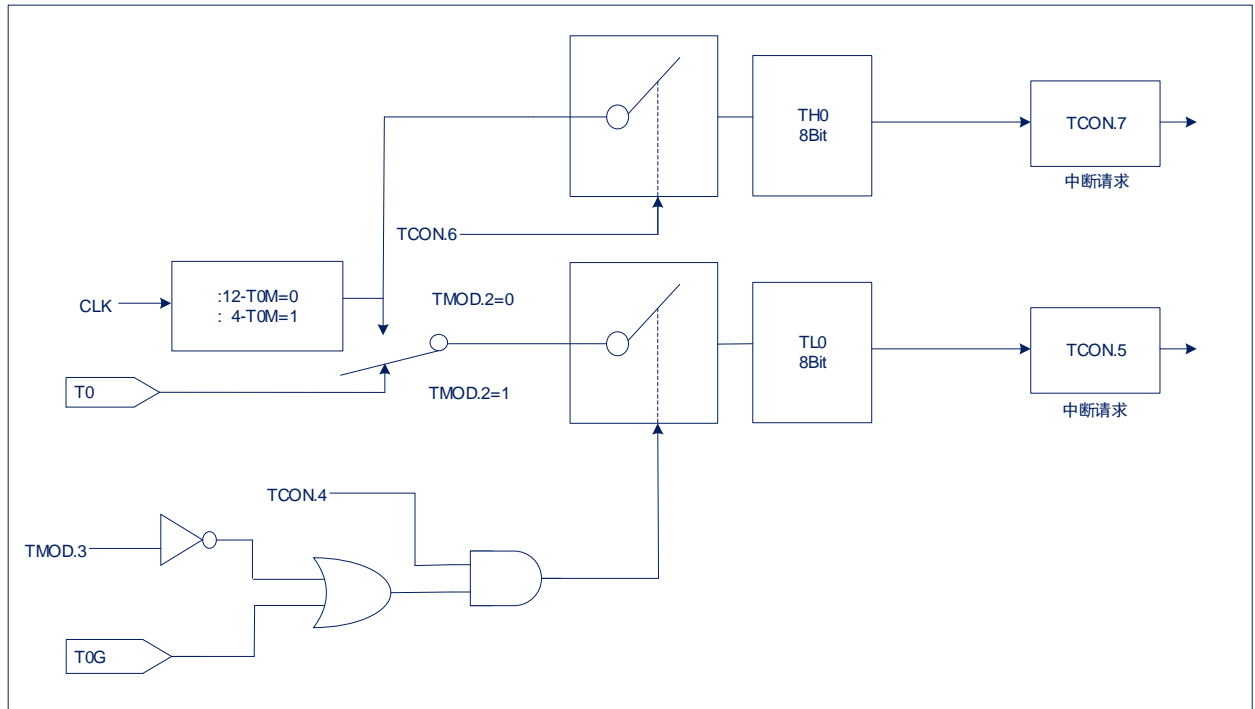 TH0
8Bit
TCON.7
中断请求
TCON.6
CLK
:12-T0M=0
: 4-T0M=1
TMOD.2=0
TL0
8Bit
TCON.5
T0
TMOD.2=1
中断请求
TCON.4
TMOD.3
T0G